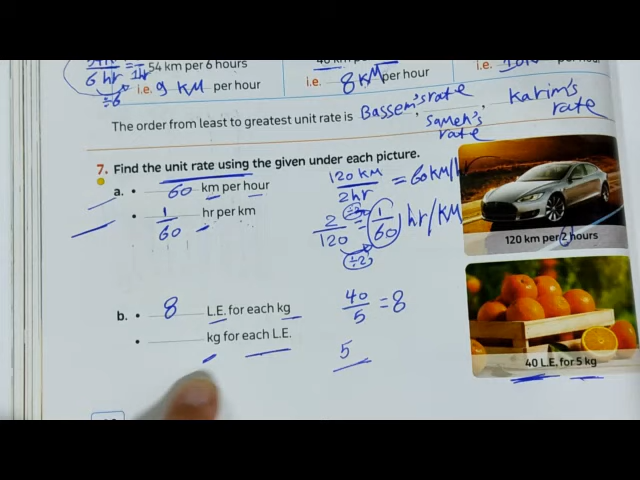 6 hr 1hr 54 km per 6 hours
÷6 i.e. 9 KM per hour
i.e. 8 KM per hour
i.e.
The order from least to greatest unit rate is Bassem's rate, Sameh's rate, Karim's rate
7. Find the unit rate using the given under each picture.
a. • 60 km per hour
• 1/60 hr per km
120 KM / 2hr = 60 KM/h
2/120 = 1/60 hr/KM
÷2
÷2
120 km per 2 hours
b. • 8 L.E. for each kg
• kg for each L.E.
40/5 = 8
5
40 L.E. for 5 kg